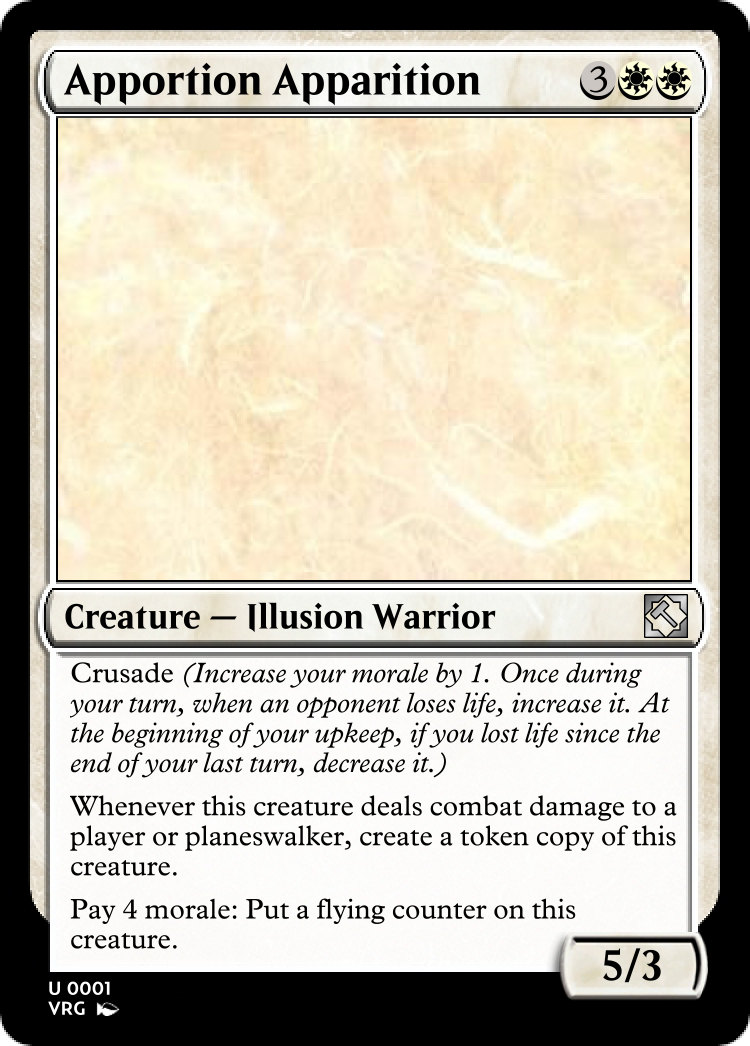 Apportion Apparition 3
Creature — Illusion Warrior
Crusade (Increase your morale by 1. Once during
your turn, when an opponent loses life, increase it. At
the beginning of your upkeep, if you lost life since the
end of your last turn, decrease it.)
Whenever this creature deals combat damage to a
player or planeswalker, create a token copy of this
creature.
Pay 4 morale: Put a flying counter on this
creature.
5/3
U 0001
VRG